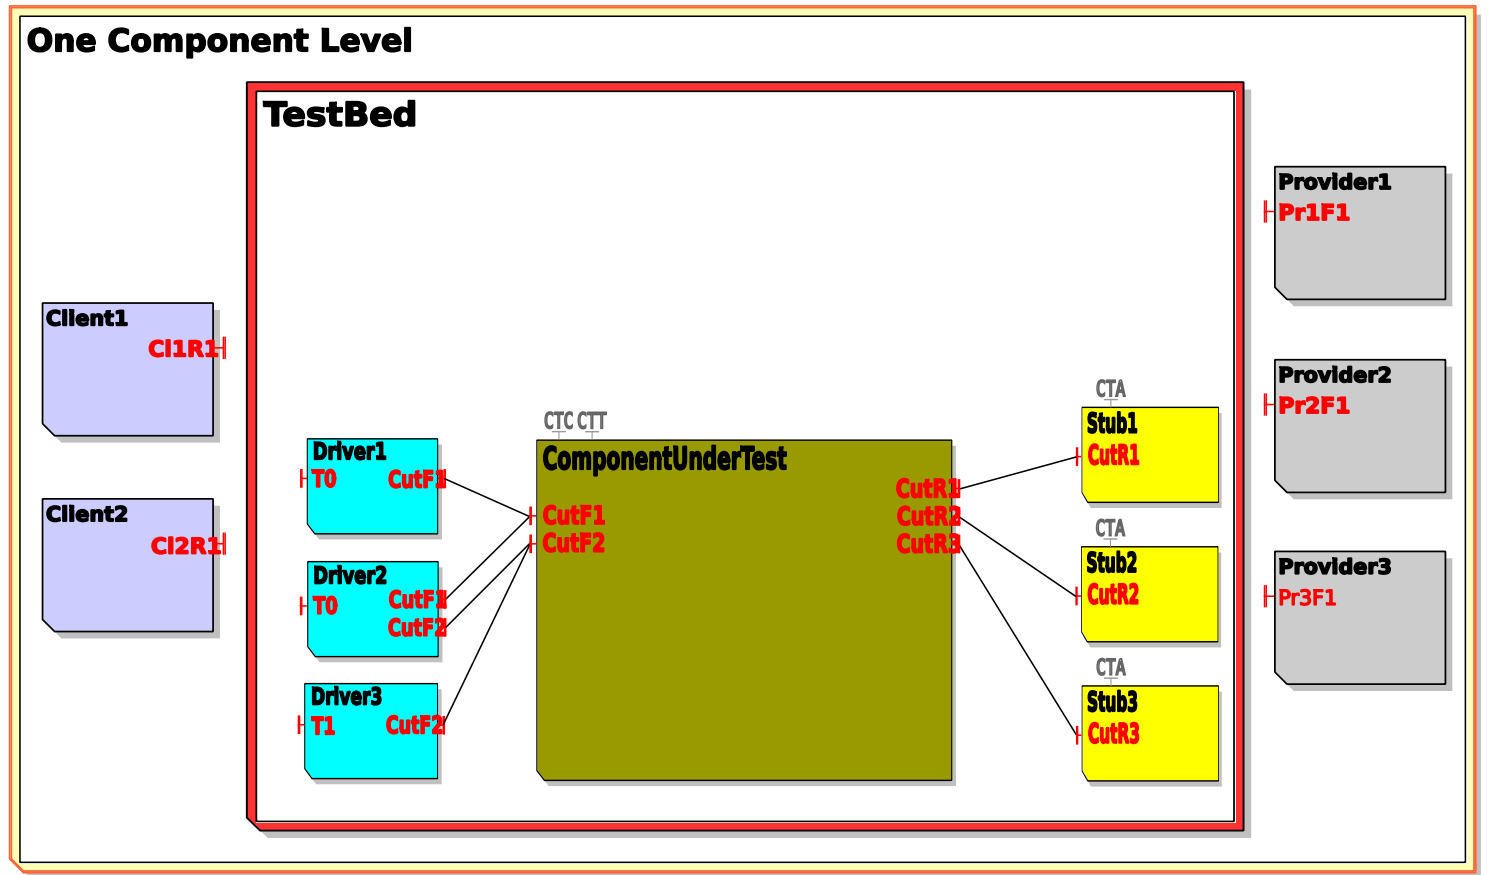 One Component Level
TestBed
Client1
Cl1R1
Client2
Cl2R1
Driver1
T0 CutF1
Driver2
T0 CutF1
CutF2
Driver3
T1 CutF2
CTC CTT
ComponentUnderTest
CutF1
CutF2
CutR1
CutR2
CutR3
CTA
Stub1
CutR1
CTA
Stub2
CutR2
CTA
Stub3
CutR3
Provider1
Pr1F1
Provider2
Pr2F1
Provider3
Pr3F1